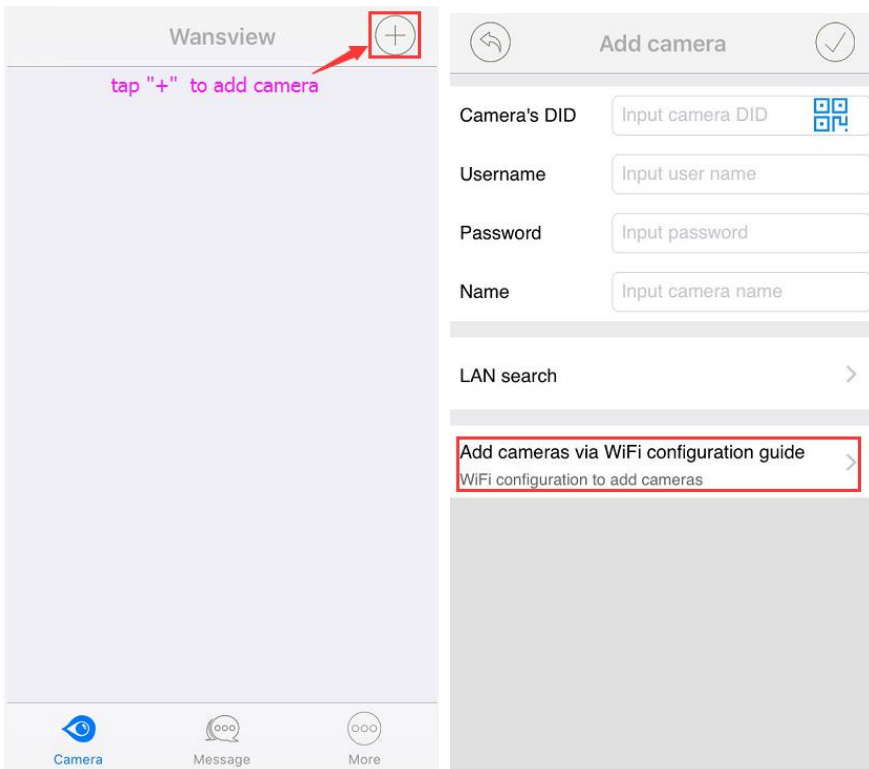 Wansview
tap "+" to add camera
Camera
Message
More
Add camera
Camera's DID
Input camera DID
Username
Input user name
Password
Input password
Name
Input camera name
LAN search
Add cameras via WiFi configuration guide
WiFi configuration to add cameras